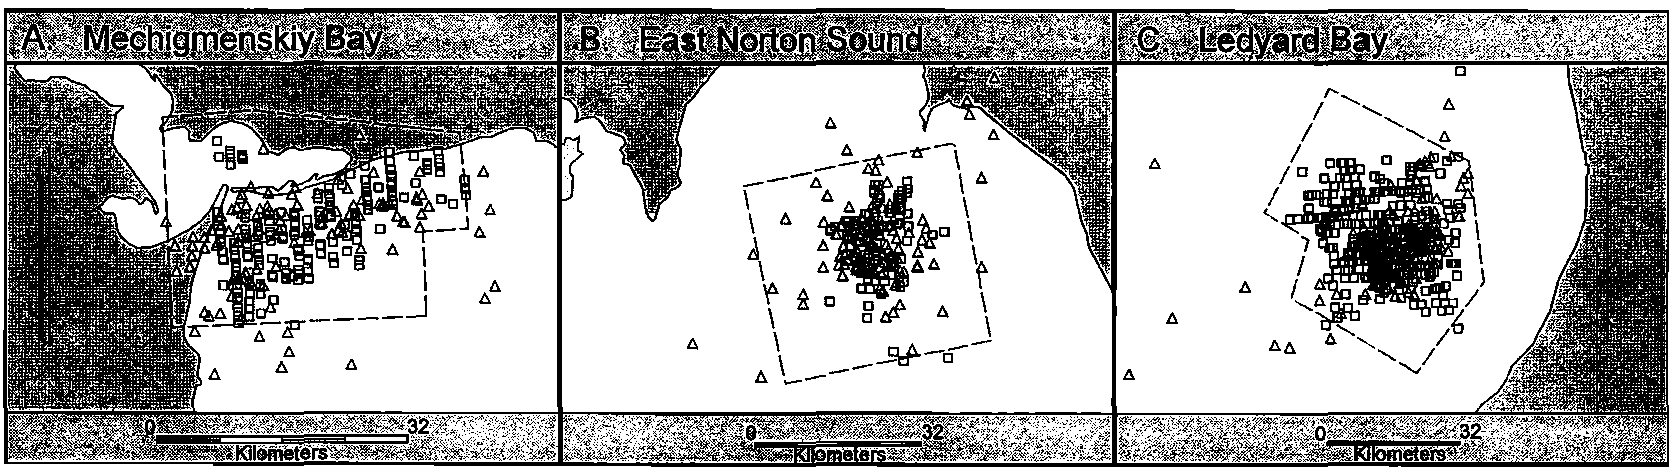 A. Mechigmenskiy Bay
B. East Norton Sound
C. Ledyard Bay
0 32
Kilometers
0 32
Kilometers
0 32
Kilometers